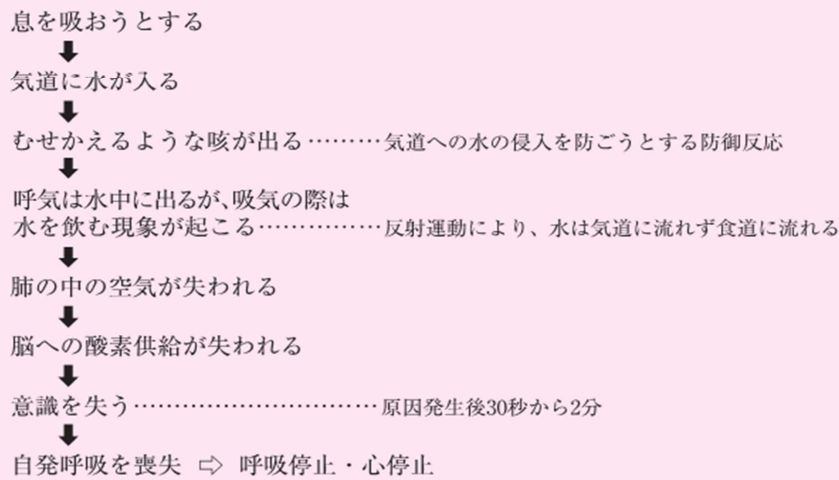 息を吸おうとする
気道に水が入る
むせかえるような咳が出る………気道への水の侵入を防ごうとする防御反応
呼気は水中に出るが、吸気の際は
水を飲む現象が起こる……………反射運動により、水は気道に流れず食道に流れる
肺の中の空気が失われる
脳への酸素供給が失われる
意識を失う…………………………原因発生後30秒から2分
自発呼吸を喪失 ⇨ 呼吸停止・心停止